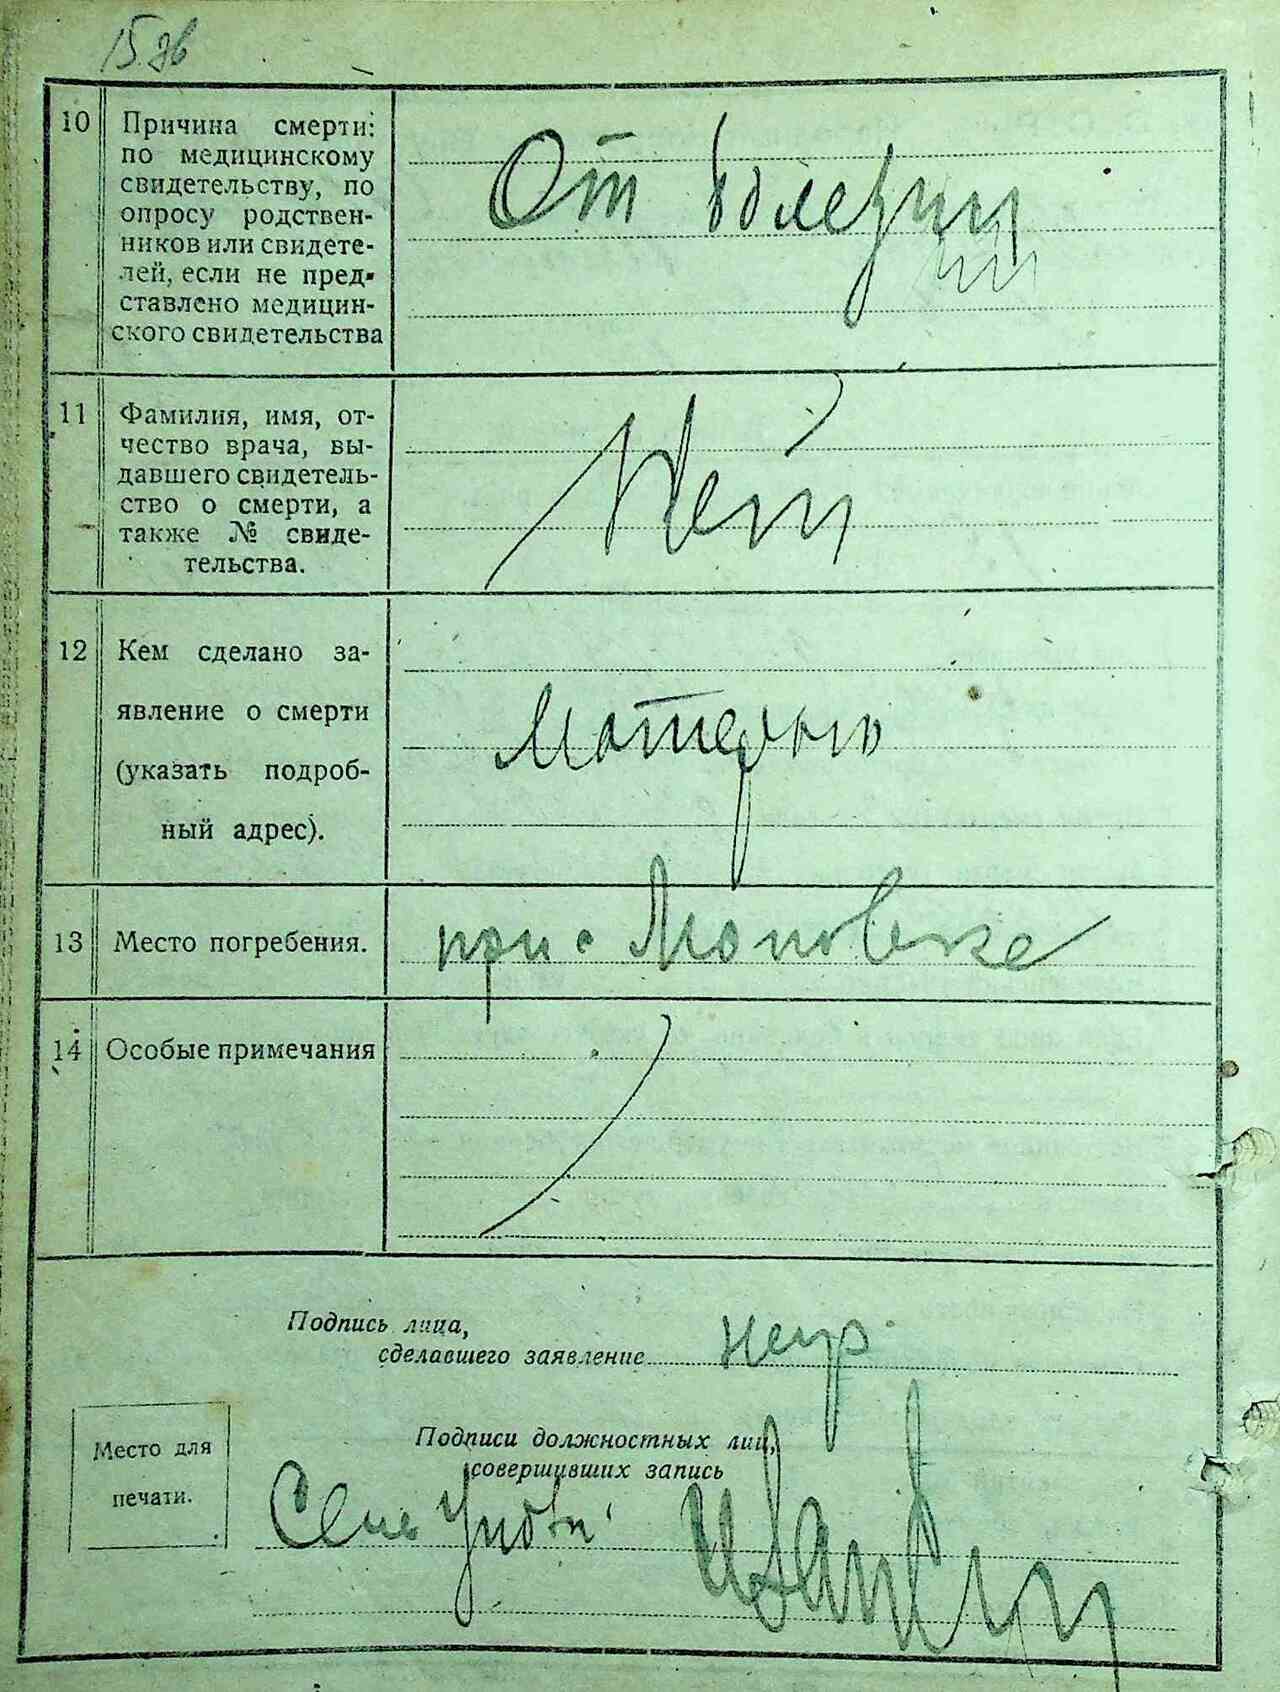 15
10 Причина смерти:
по медицинскому
свидетельству, по
опросу родствен-
ников или свидете-
лей, если не пред-
ставлено медицин-
ского свидетельства
От болезни
11 Фамилия, имя, от-
чество врача, вы-
давшего свидетель-
ство о смерти, а
также № свиде-
тельства.
Нет
12 Кем сделано за-
явление о смерти
(указать подроб-
ный адрес).
Матерью
13 Место погребения.
при с
14 Особые примечания
Подпись лица,
сделавшего заявление негр.
Подписи должностных лиц,
совершивших запись
Место для
печати.